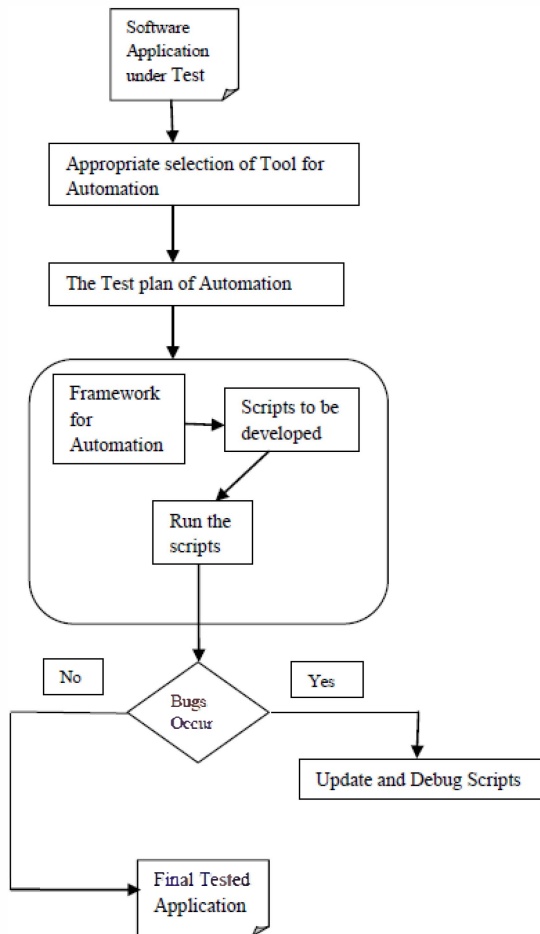 Software
Application
under Test
Appropriate selection of Tool for
Automation
The Test plan of Automation
Framework
for
Automation
Scripts to be
developed
Run the
scripts
No
Yes
Bugs
Occur
Update and Debug Scripts
Final Tested
Application